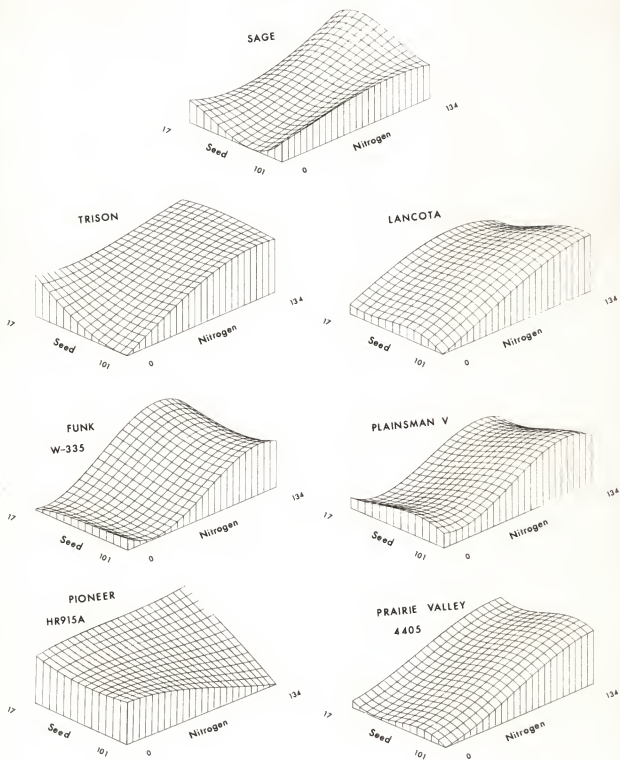 SAGE
17
Seed
101
0
Nitrogen
134
TRISON
17
Seed
101
0
Nitrogen
134
LANCOTA
17
Seed
101
0
Nitrogen
134
FUNK
W-335
17
Seed
101
0
Nitrogen
134
PLAINSMAN V
17
Seed
101
0
Nitrogen
134
PIONEER
HR915A
17
Seed
101
0
Nitrogen
134
PRAIRIE VALLEY
4405
17
Seed
101
0
Nitrogen
134